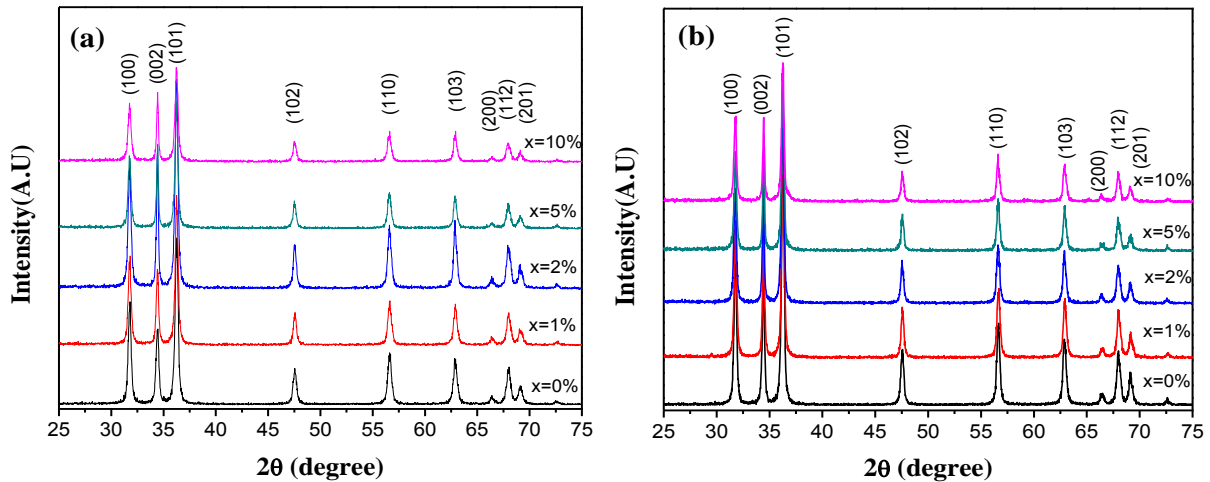 (a)
(100)
(002)
(101)
(102)
(110)
(103)
(200)
(112)
(201)
x=10%
x=5%
x=2%
x=1%
x=0%
Intensity(A.U)
25 30 35 40 45 50 55 60 65 70 75
2θ (degree)
(b)
(100)
(002)
(101)
(102)
(110)
(103)
(200)
(112)
(201)
x=10%
x=5%
x=2%
x=1%
x=0%
Intensity(A.U)
25 30 35 40 45 50 55 60 65 70 75
2θ (degree)